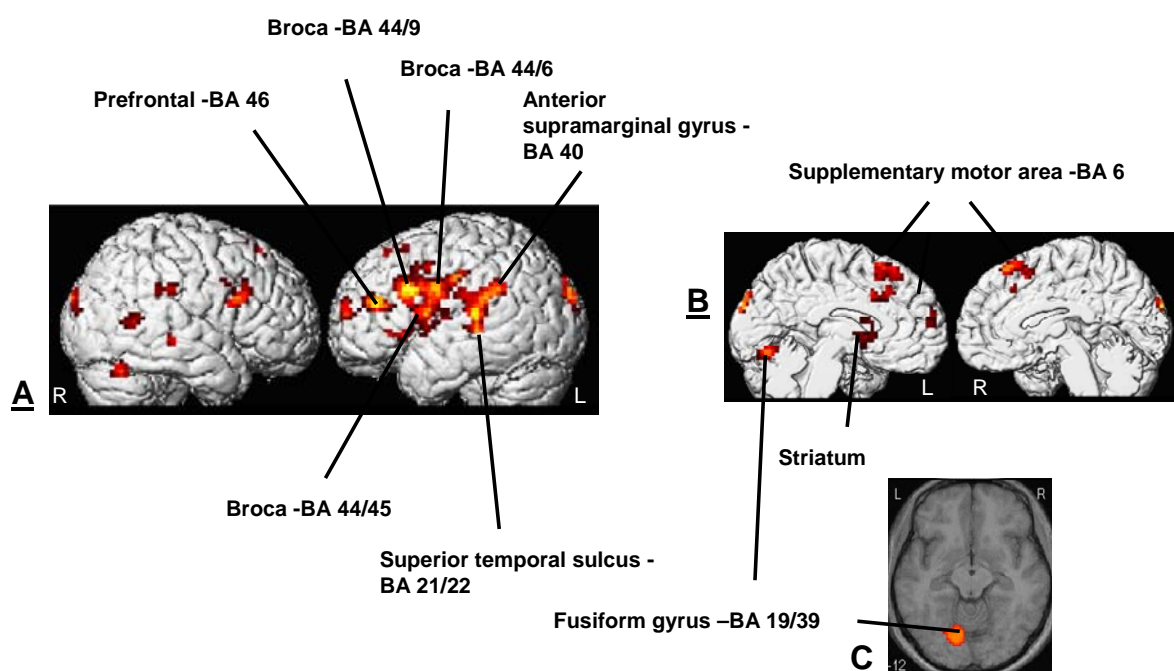 Broca -BA 44/9
Broca -BA 44/6
Prefrontal -BA 46
Anterior
supramarginal gyrus -
BA 40
Supplementary motor area -BA 6
A
R
L
B
L
R
Striatum
Broca -BA 44/45
L
R
Superior temporal sulcus -
BA 21/22
Fusiform gyrus –BA 19/39
C
-12